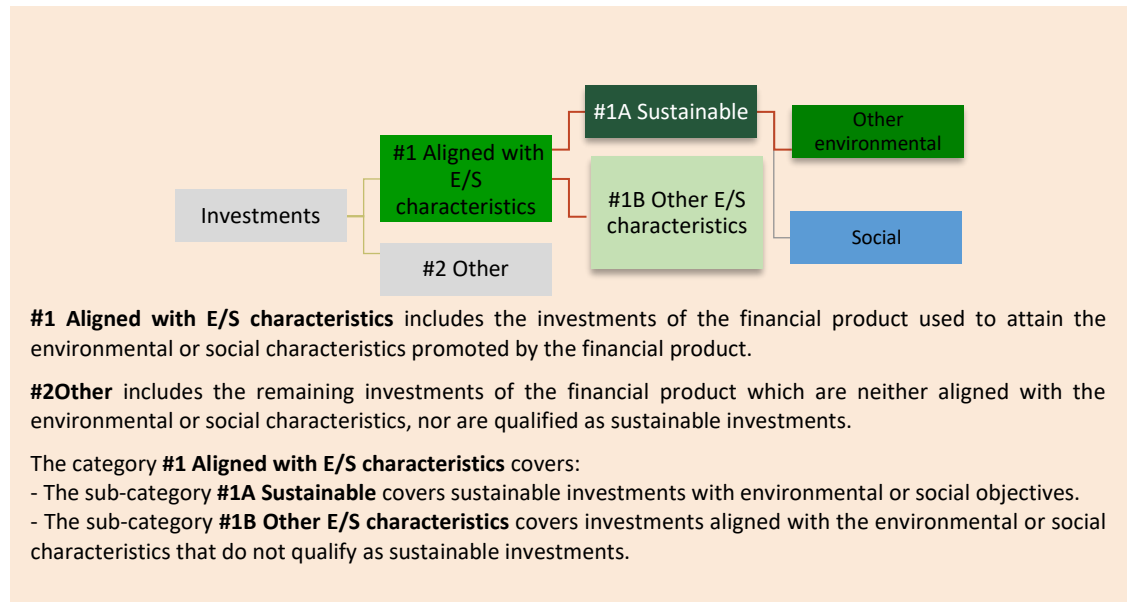 #1A Sustainable
Other
environmental
#1 Aligned with
E/S
characteristics
#1B Other E/S
characteristics
Investments
Social
#2 Other
#1 Aligned with E/S characteristics includes the investments of the financial product used to attain the
environmental or social characteristics promoted by the financial product.
#2Other includes the remaining investments of the financial product which are neither aligned with the
environmental or social characteristics, nor are qualified as sustainable investments.
The category #1 Aligned with E/S characteristics covers:
- The sub-category #1A Sustainable covers sustainable investments with environmental or social objectives.
- The sub-category #1B Other E/S characteristics covers investments aligned with the environmental or social
characteristics that do not qualify as sustainable investments.